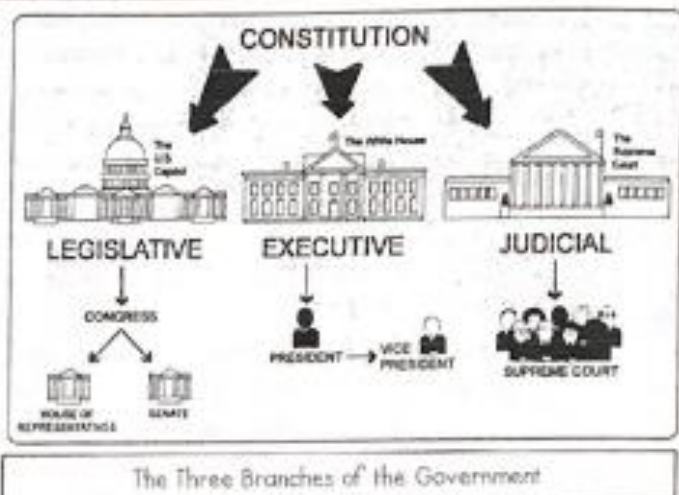 CONSTITUTION
The
U.S.
Capitol
The White House
The
Supreme
Court
LEGISLATIVE
EXECUTIVE
JUDICIAL
CONGRESS
HOUSE OF
REPRESENTATIVES
SENATE
PRESIDENT
VICE
PRESIDENT
SUPREME COURT
The Three Branches of the Government